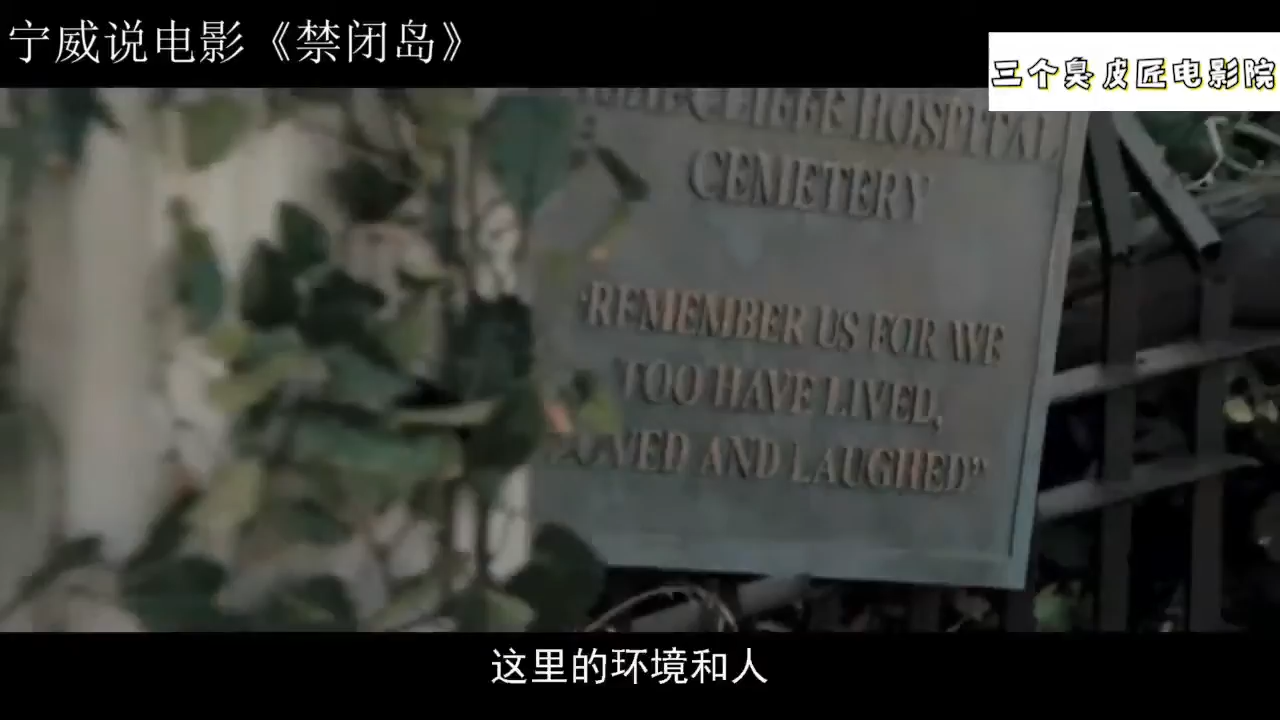 宁威说电影《禁闭岛》
三个臭皮匠电影院
HOSPITAL
CEMETERY
"REMEMBER US FOR WE
TOO HAVE LIVED,
AND LAUGHED"
这里的环境和人